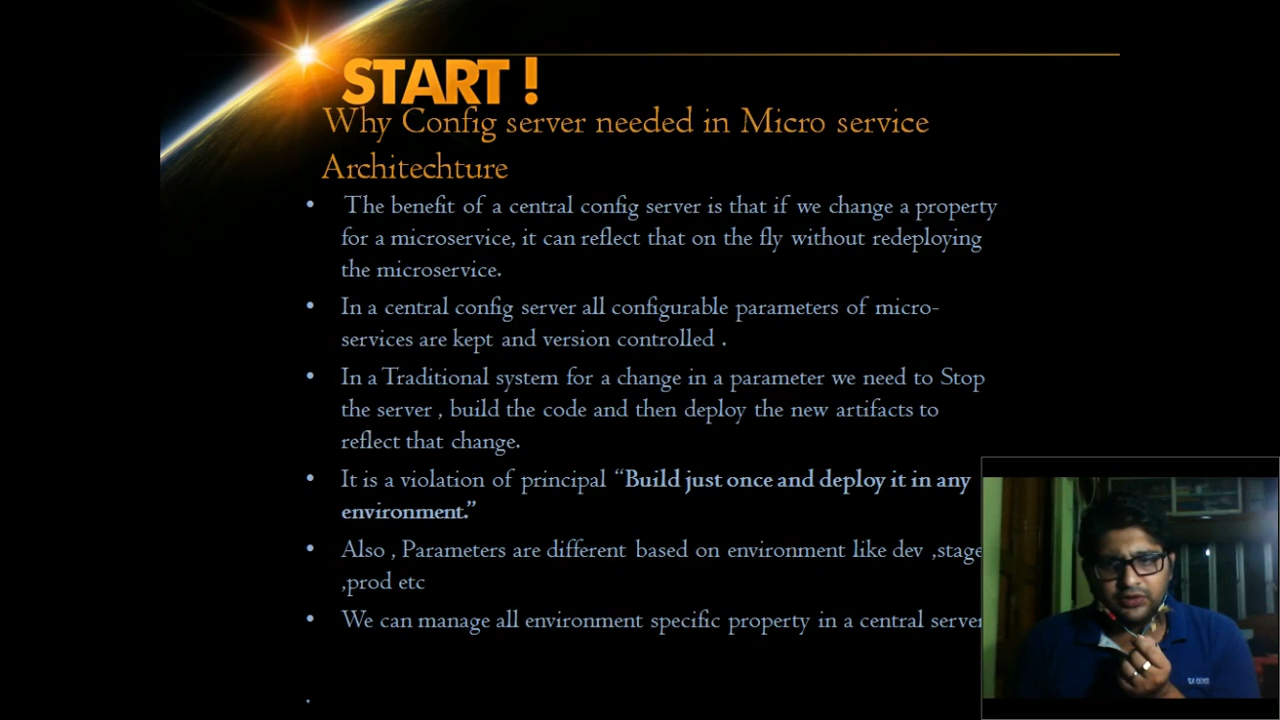 START !
Why Config server needed in Micro service
Architechture
• The benefit of a central config server is that if we change a property
for a microservice, it can reflect that on the fly without redeploying
the microservice.
• In a central config server all configurable parameters of micro-
services are kept and version controlled .
• In a Traditional system for a change in a parameter we need to Stop
the server , build the code and then deploy the new artifacts to
reflect that change.
• It is a violation of principal “Build just once and deploy it in any
environment.”
• Also , Parameters are different based on environment like dev ,stage
,prod etc
• We can manage all environment specific property in a central server